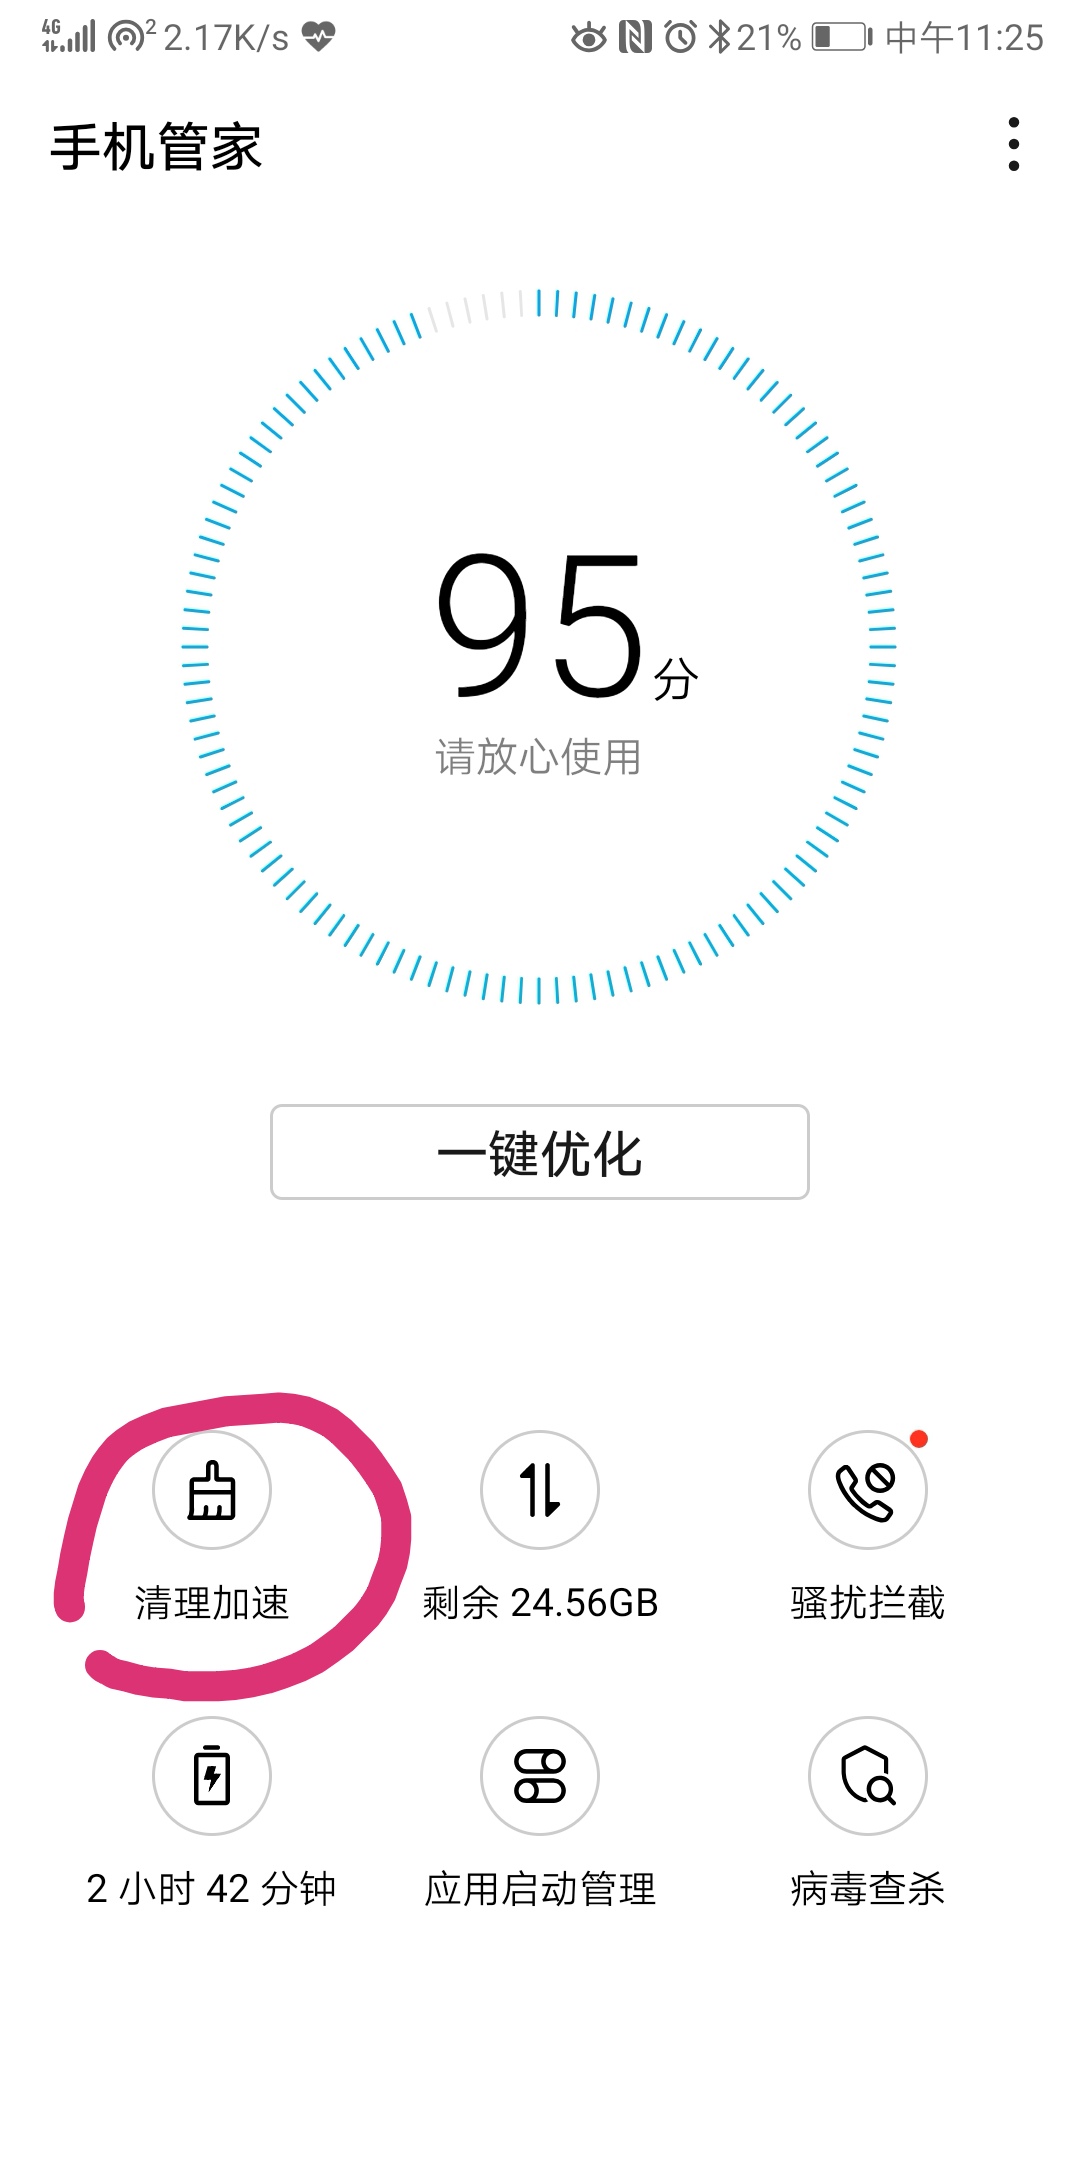 4G 2 2.17K/s 21% 中午11:25
手机管家
95分
请放心使用
一键优化
清理加速 剩余 24.56GB 骚扰拦截
2 小时 42 分钟 应用启动管理 病毒查杀